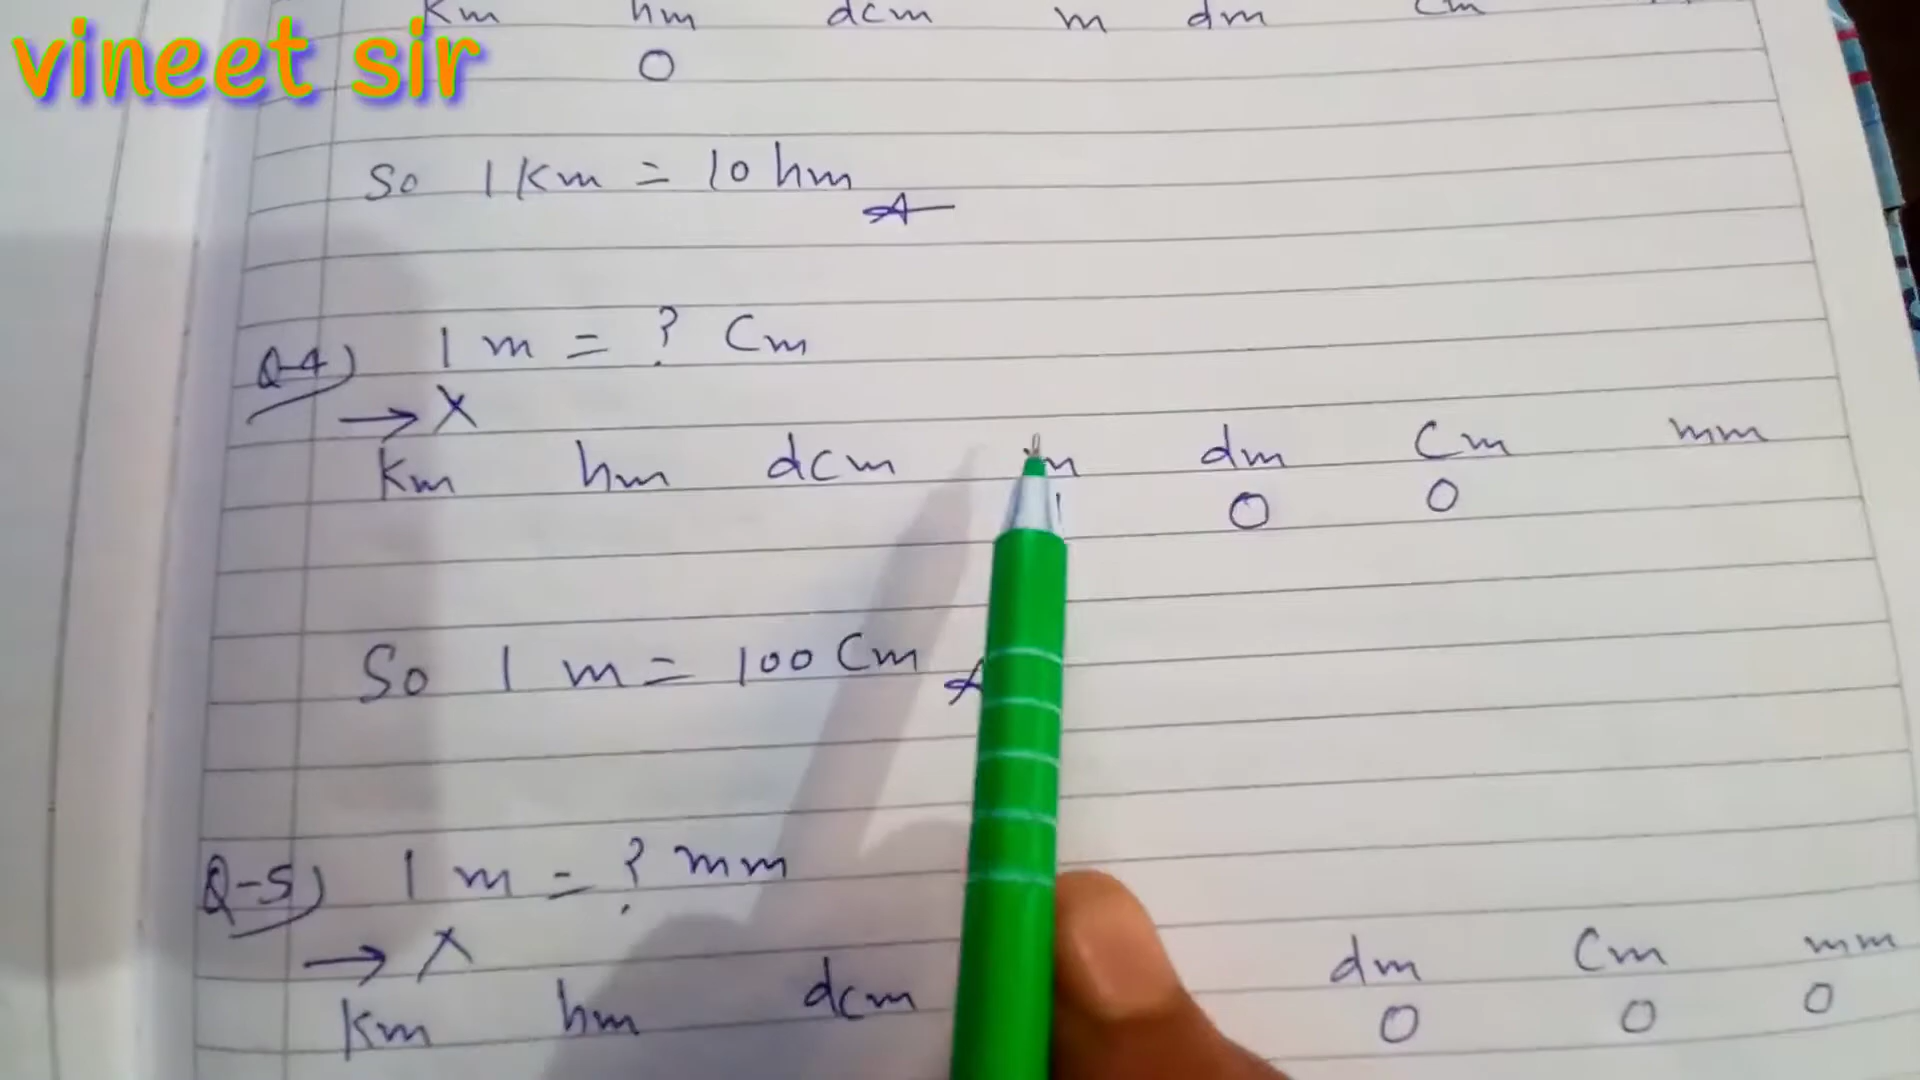 Km hm dcm m dm Cm
vineet sir
0
So 1 Km = 10 hm A
Q-4) 1 m = ? Cm
→ X
Km hm dcm m dm Cm mm
1 0 0
So 1 m = 100 Cm A
Q-5) 1 m = ? mm
→ X
Km hm dcm dm Cm mm
0 0 0